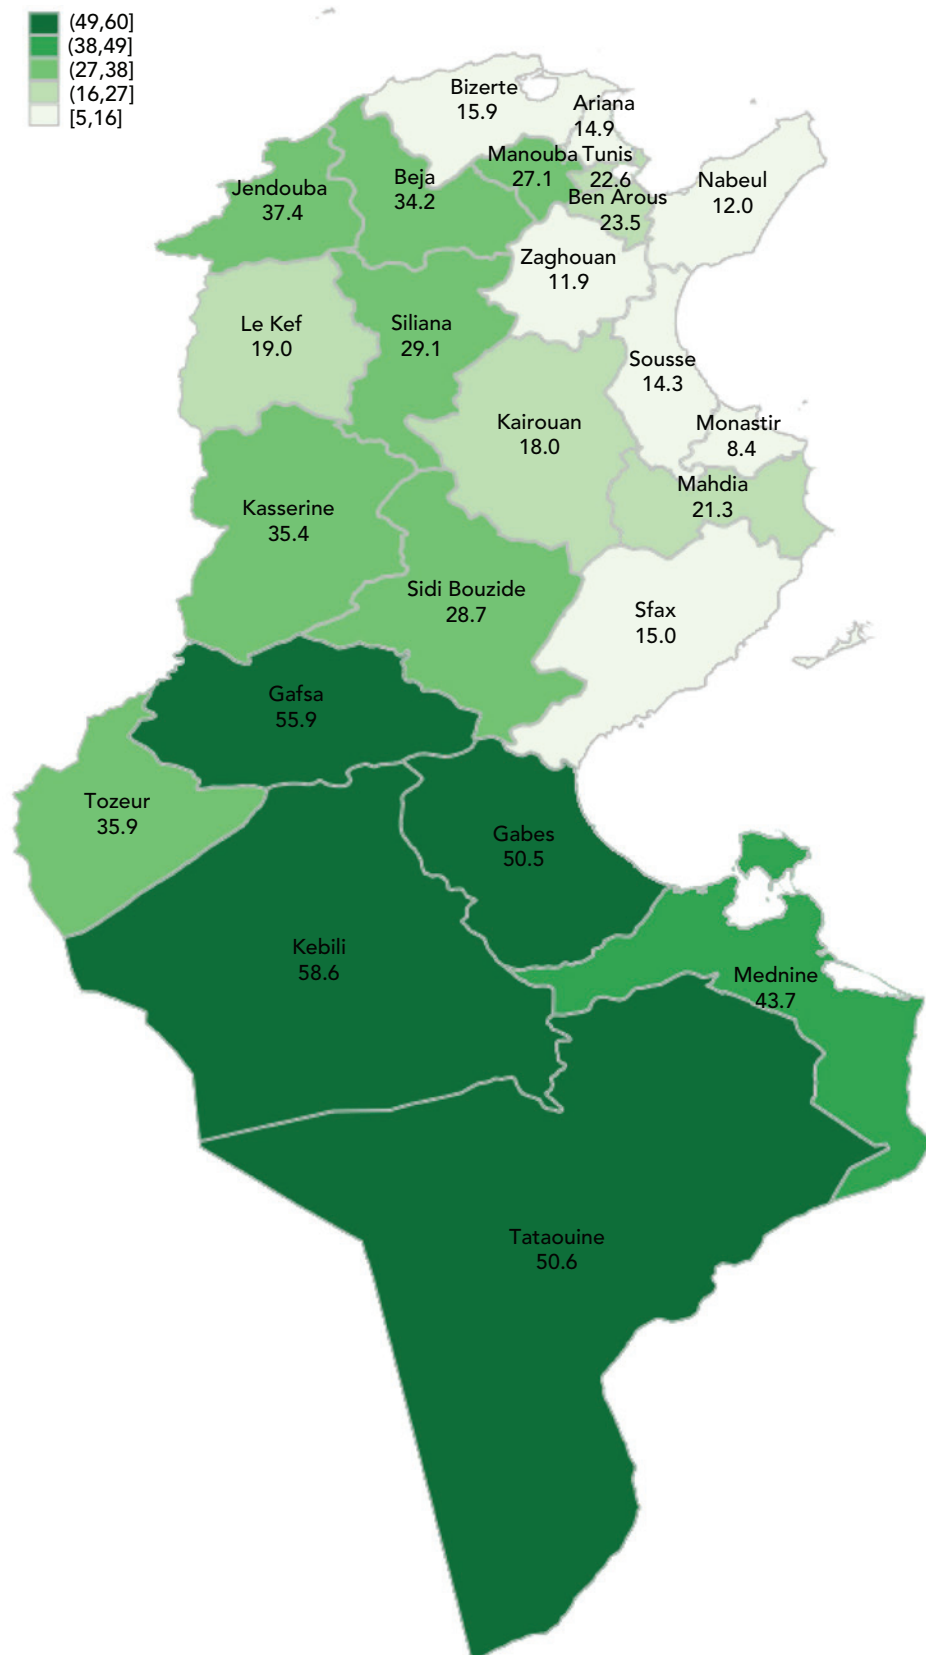 (49,60]
(38,49]
(27,38]
(16,27]
[5,16]
Bizerte
15.9
Ariana
14.9
Manouba
27.1
Tunis
22.6
Ben Arous
23.5
Nabeul
12.0
Jendouba
37.4
Beja
34.2
Zaghouan
11.9
Le Kef
19.0
Siliana
29.1
Sousse
14.3
Kairouan
18.0
Monastir
8.4
Mahdia
21.3
Kasserine
35.4
Sidi Bouzide
28.7
Sfax
15.0
Gafsa
55.9
Tozeur
35.9
Gabes
50.5
Kebili
58.6
Mednine
43.7
Tataouine
50.6